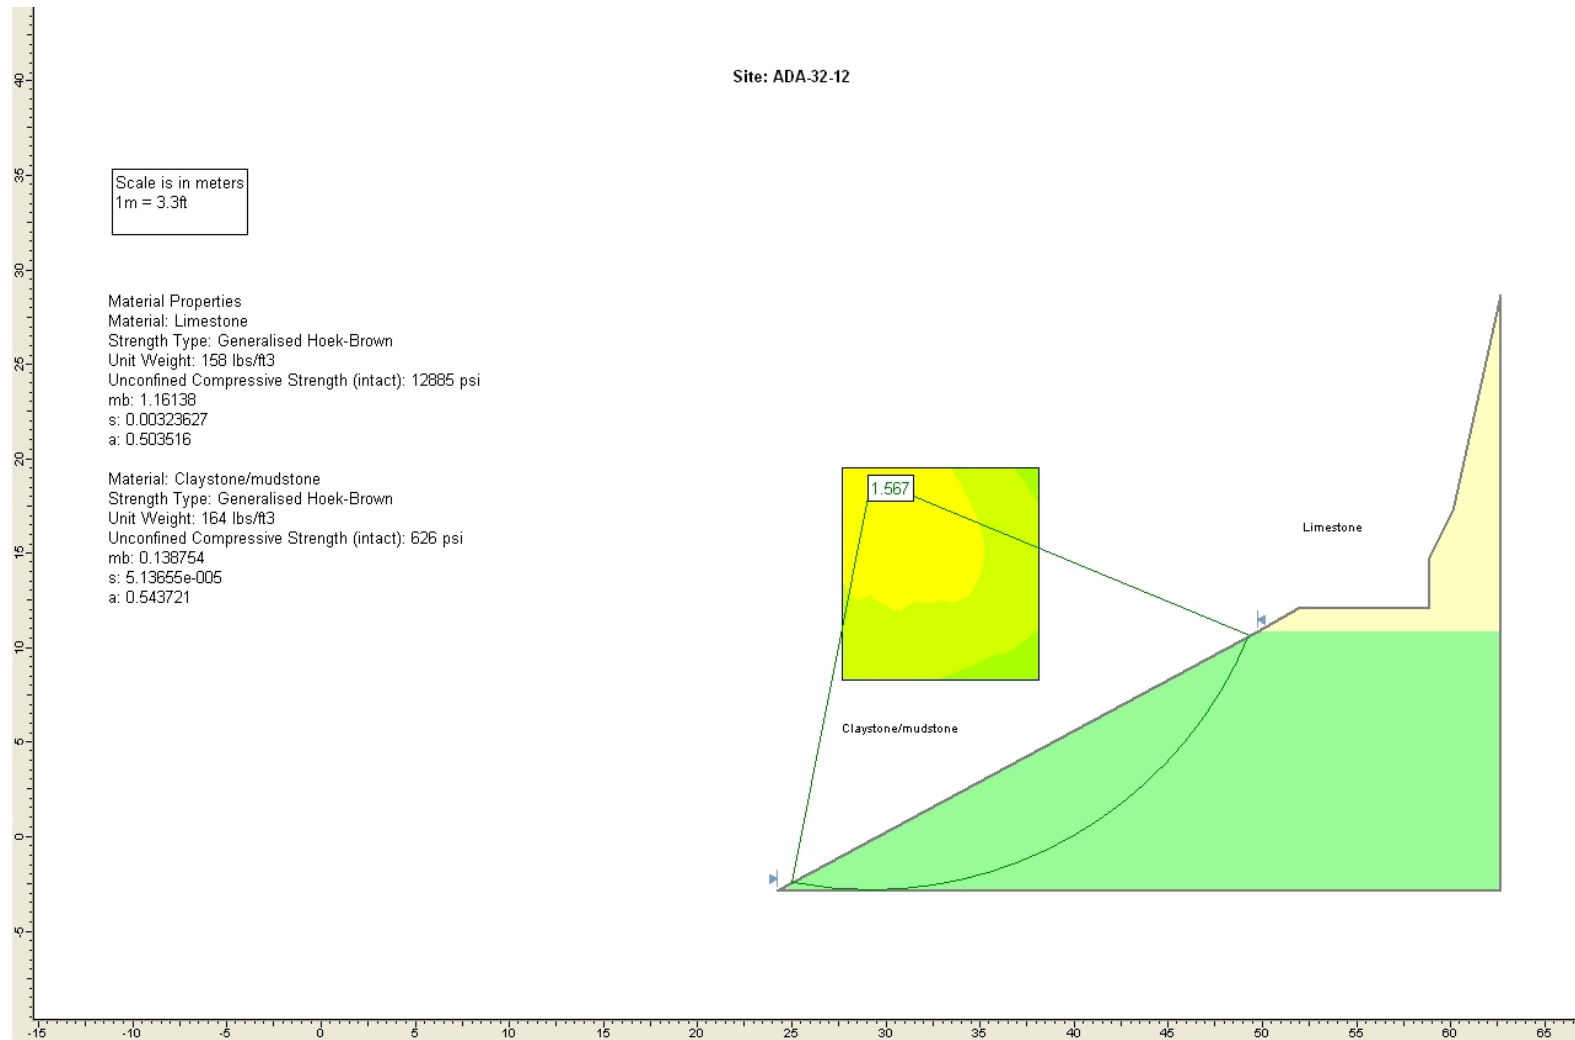 Site: ADA-32-12
Scale is in meters
1m = 3.3ft
Material Properties
Material: Limestone
Strength Type: Generalised Hoek-Brown
Unit Weight: 158 lbs/ft3
Unconfined Compressive Strength (intact): 12885 psi
mb: 1.16138
s: 0.00323627
a: 0.503516
Material: Claystone/mudstone
Strength Type: Generalised Hoek-Brown
Unit Weight: 164 lbs/ft3
Unconfined Compressive Strength (intact): 626 psi
mb: 0.138754
s: 5.13655e-005
a: 0.543721
1.567
Limestone
Claystone/mudstone
40
35
30
25
20
15
10
5
0
-5
-15
-10
-5
0
5
10
15
20
25
30
35
40
45
50
55
60
65